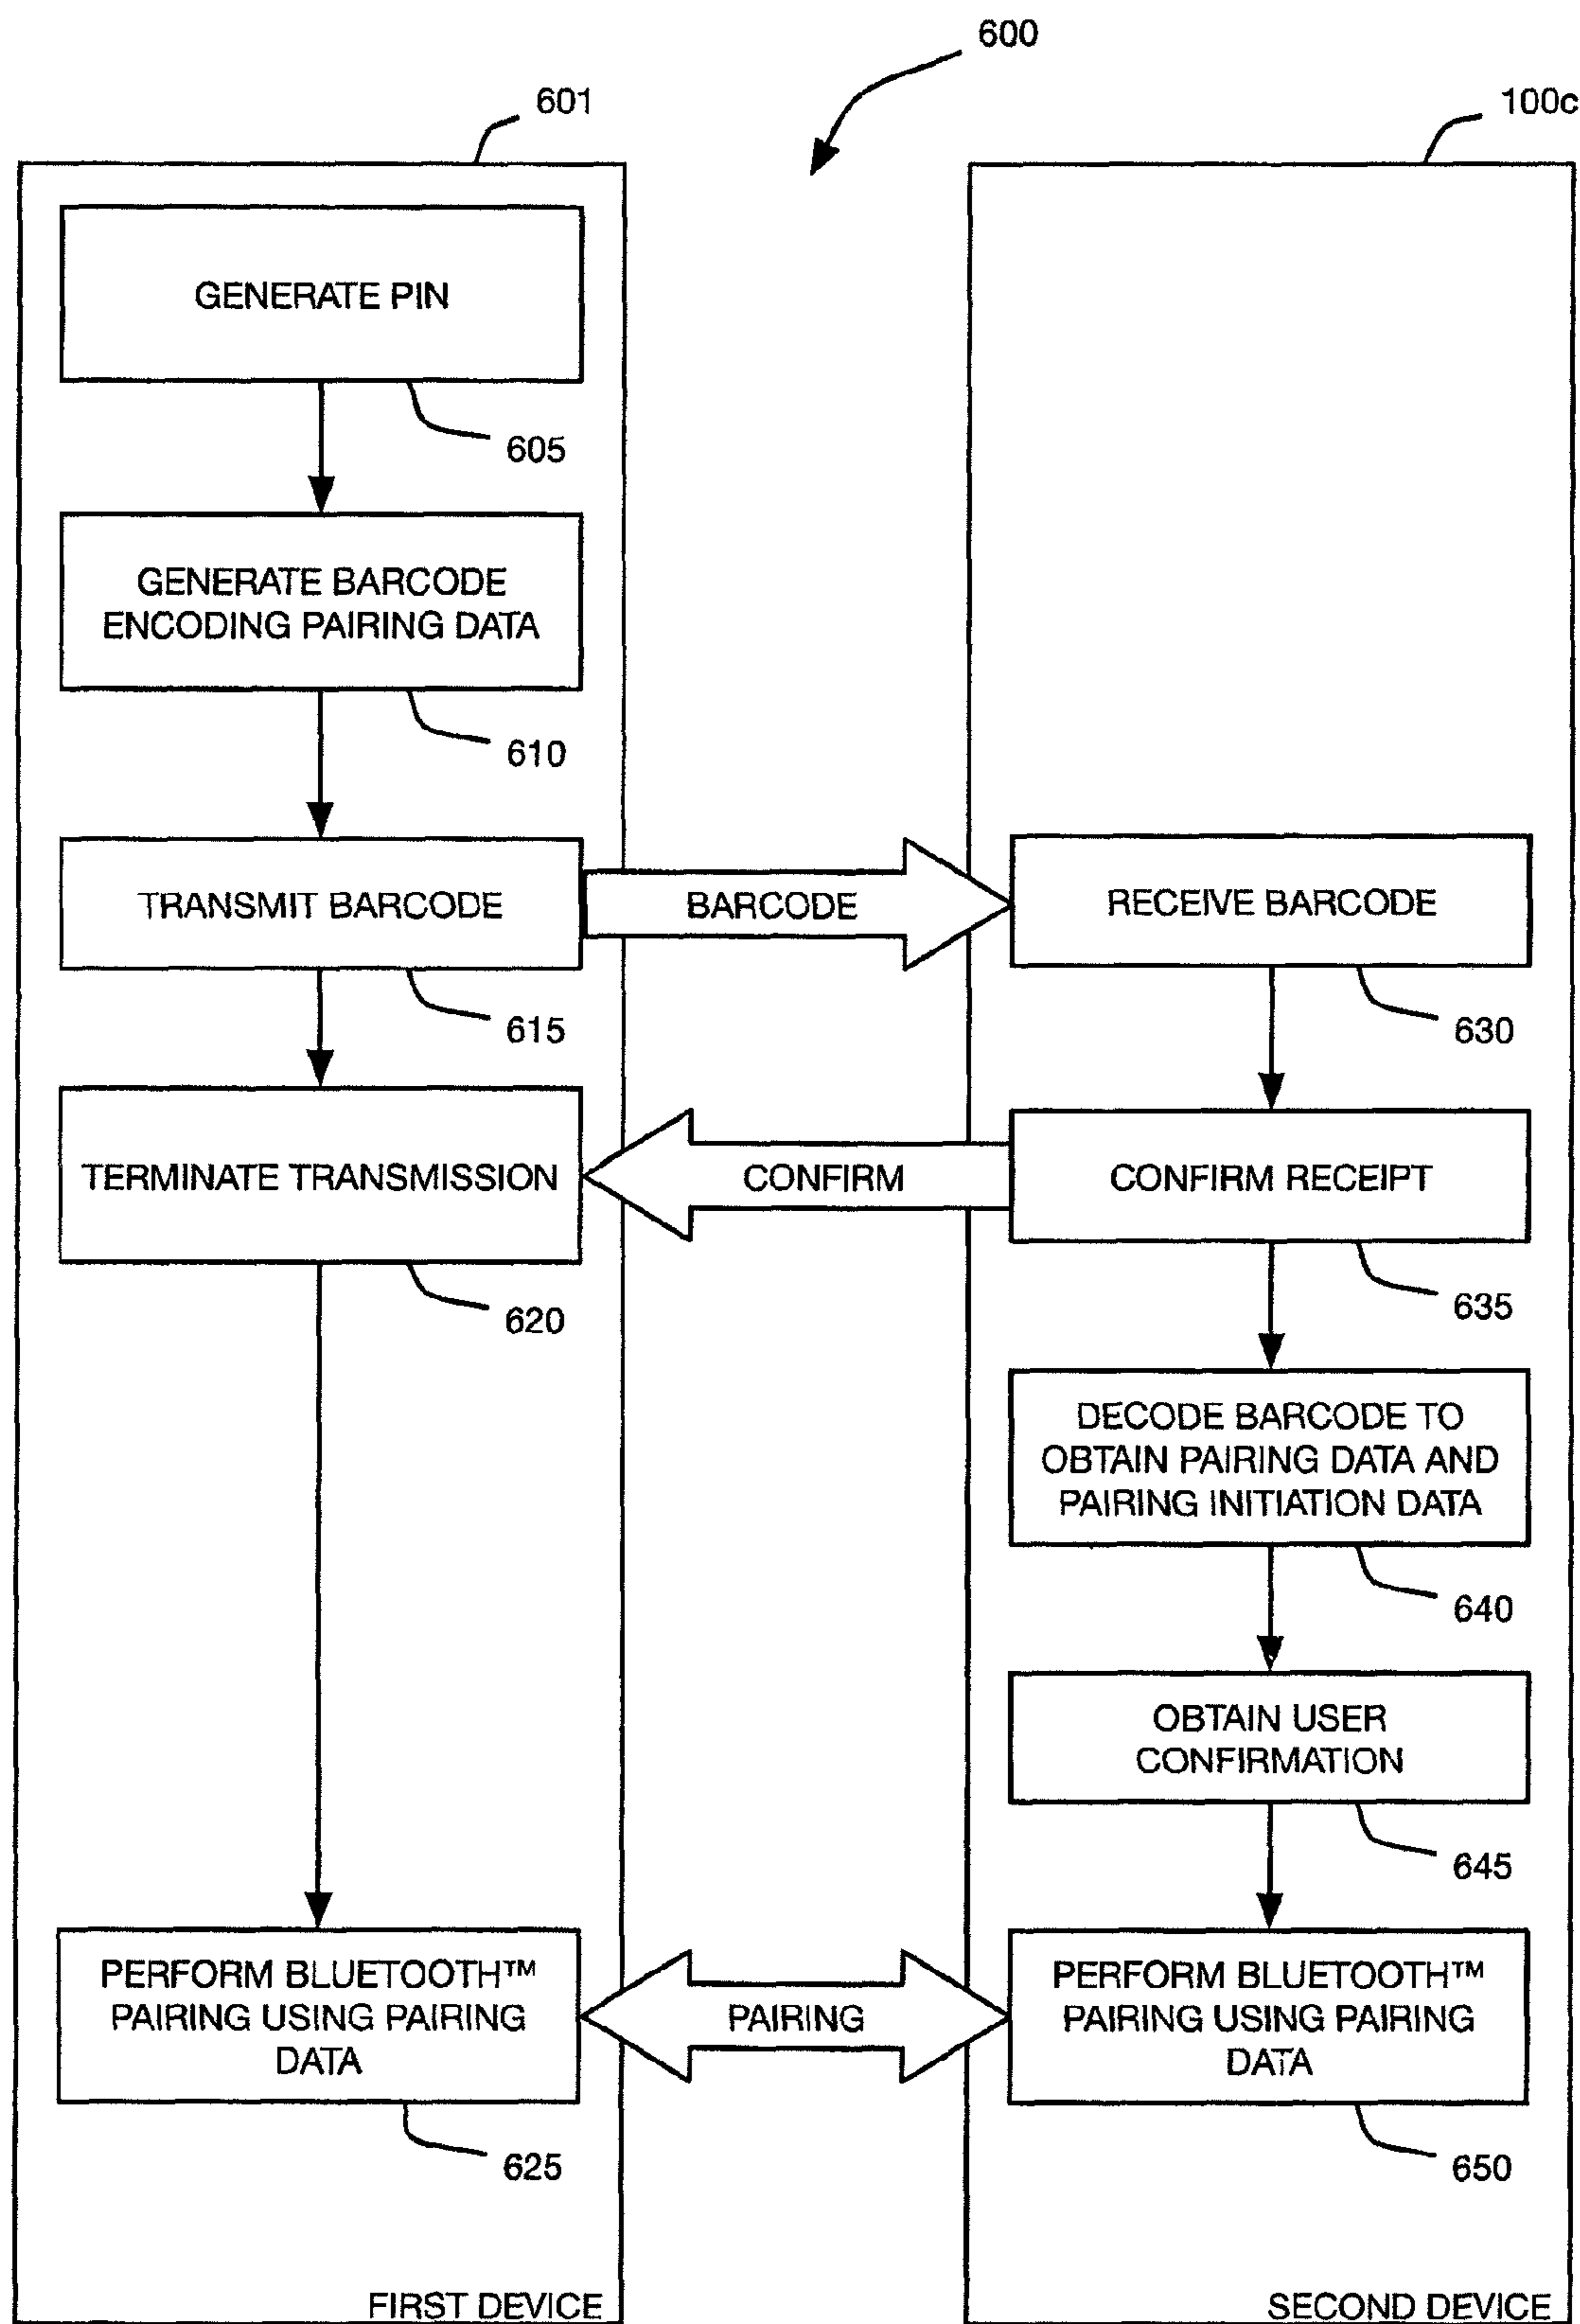 600
601
100c
GENERATE PIN
605
GENERATE BARCODE
ENCODING PAIRING DATA
610
TRANSMIT BARCODE
BARCODE
RECEIVE BARCODE
615
630
TERMINATE TRANSMISSION
CONFIRM
CONFIRM RECEIPT
620
635
DECODE BARCODE TO
OBTAIN PAIRING DATA AND
PAIRING INITIATION DATA
640
OBTAIN USER
CONFIRMATION
645
PERFORM BLUETOOTH™
PAIRING USING PAIRING
DATA
PAIRING
PERFORM BLUETOOTH™
PAIRING USING PAIRING
DATA
625
650
FIRST DEVICE
SECOND DEVICE